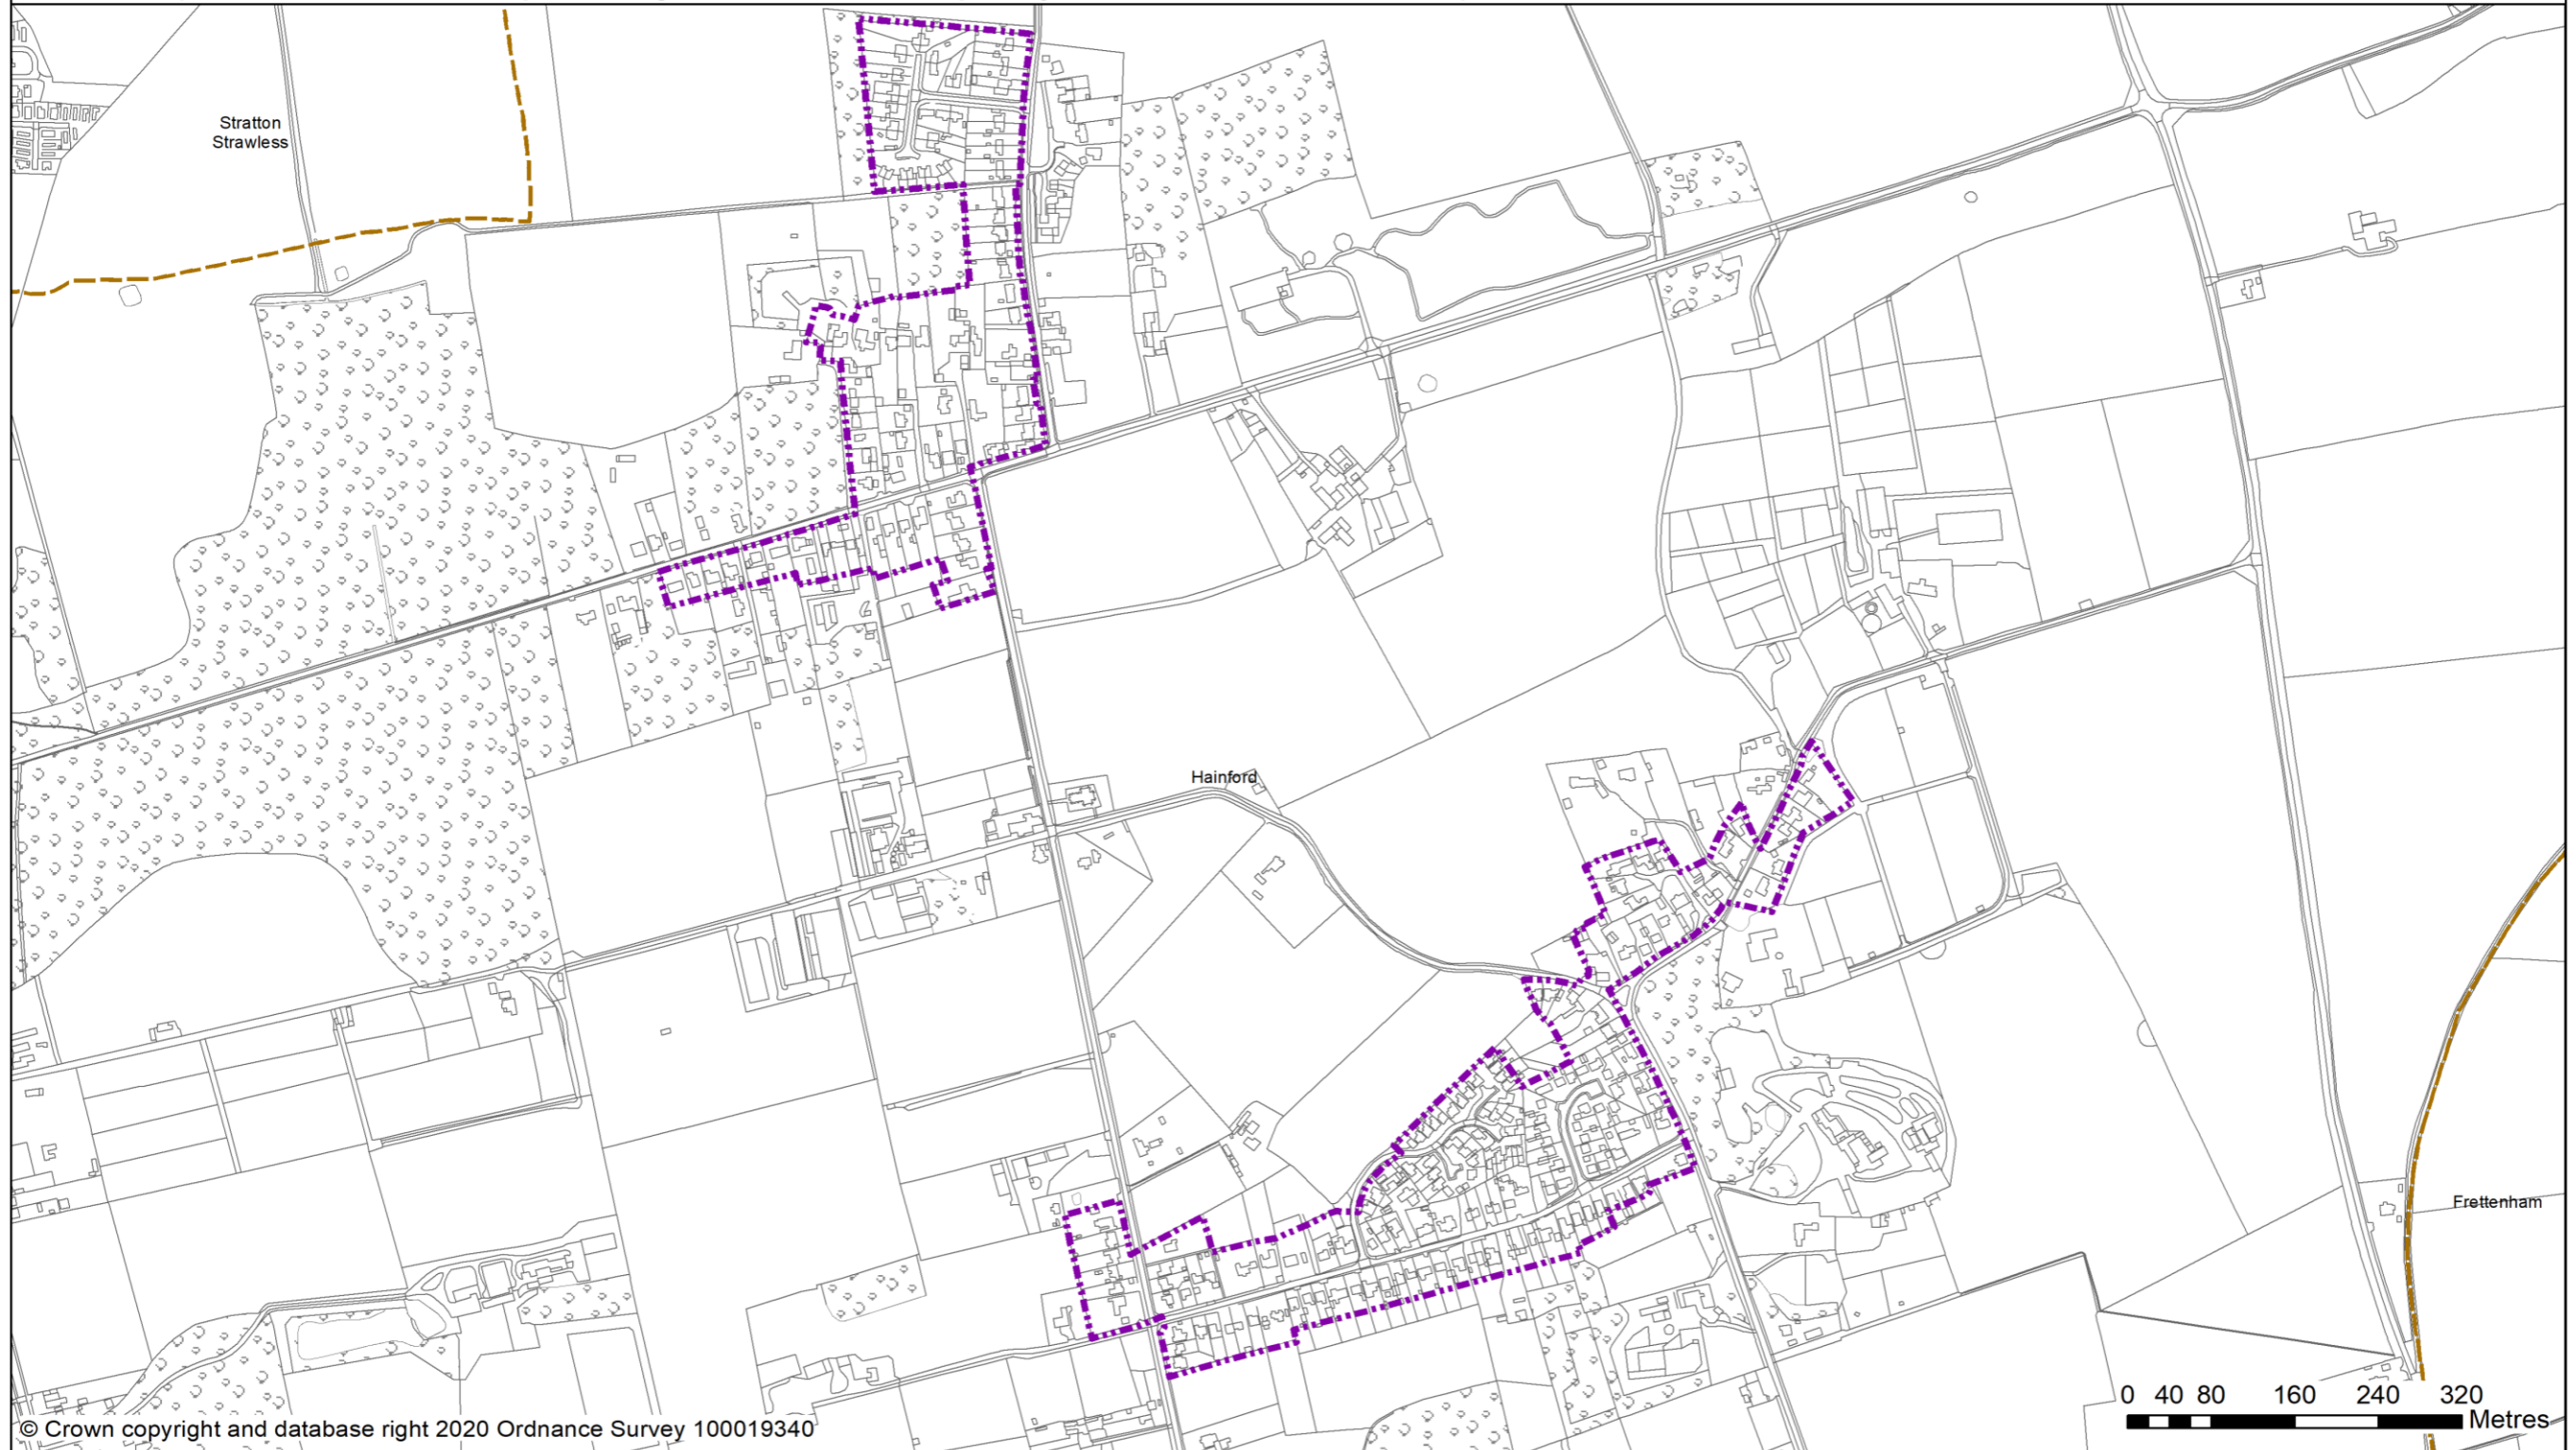 Stratton
Strawless
Hainford
Frettenham
0 40 80 160 240 320
Metres
© Crown copyright and database right 2020 Ordnance Survey 100019340